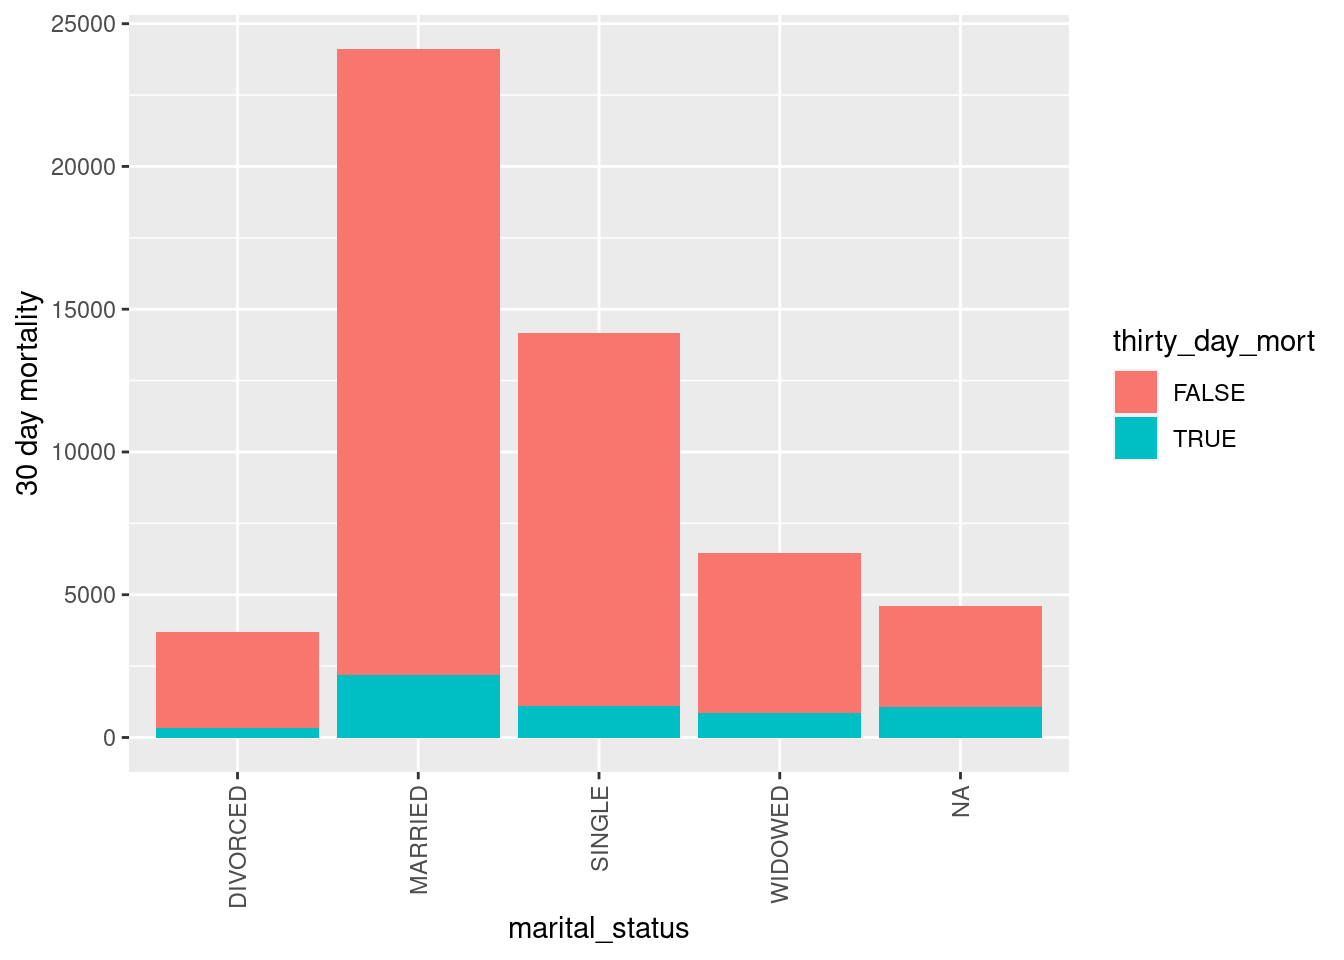 25000
20000
15000
10000
5000
0
30 day mortality
DIVORCED
MARRIED
SINGLE
WIDOWED
NA
marital_status
thirty_day_mort
FALSE
TRUE